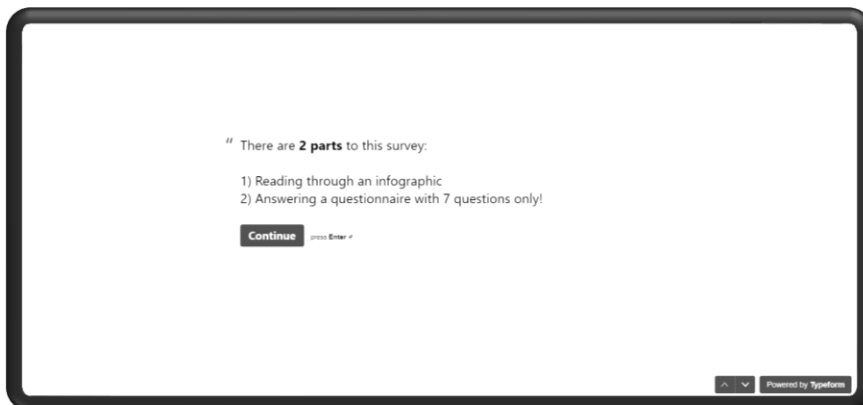 “ There are 2 parts to this survey:
1) Reading through an infographic
2) Answering a questionnaire with 7 questions only!
Continue press Enter ↵
Powered by Typeform